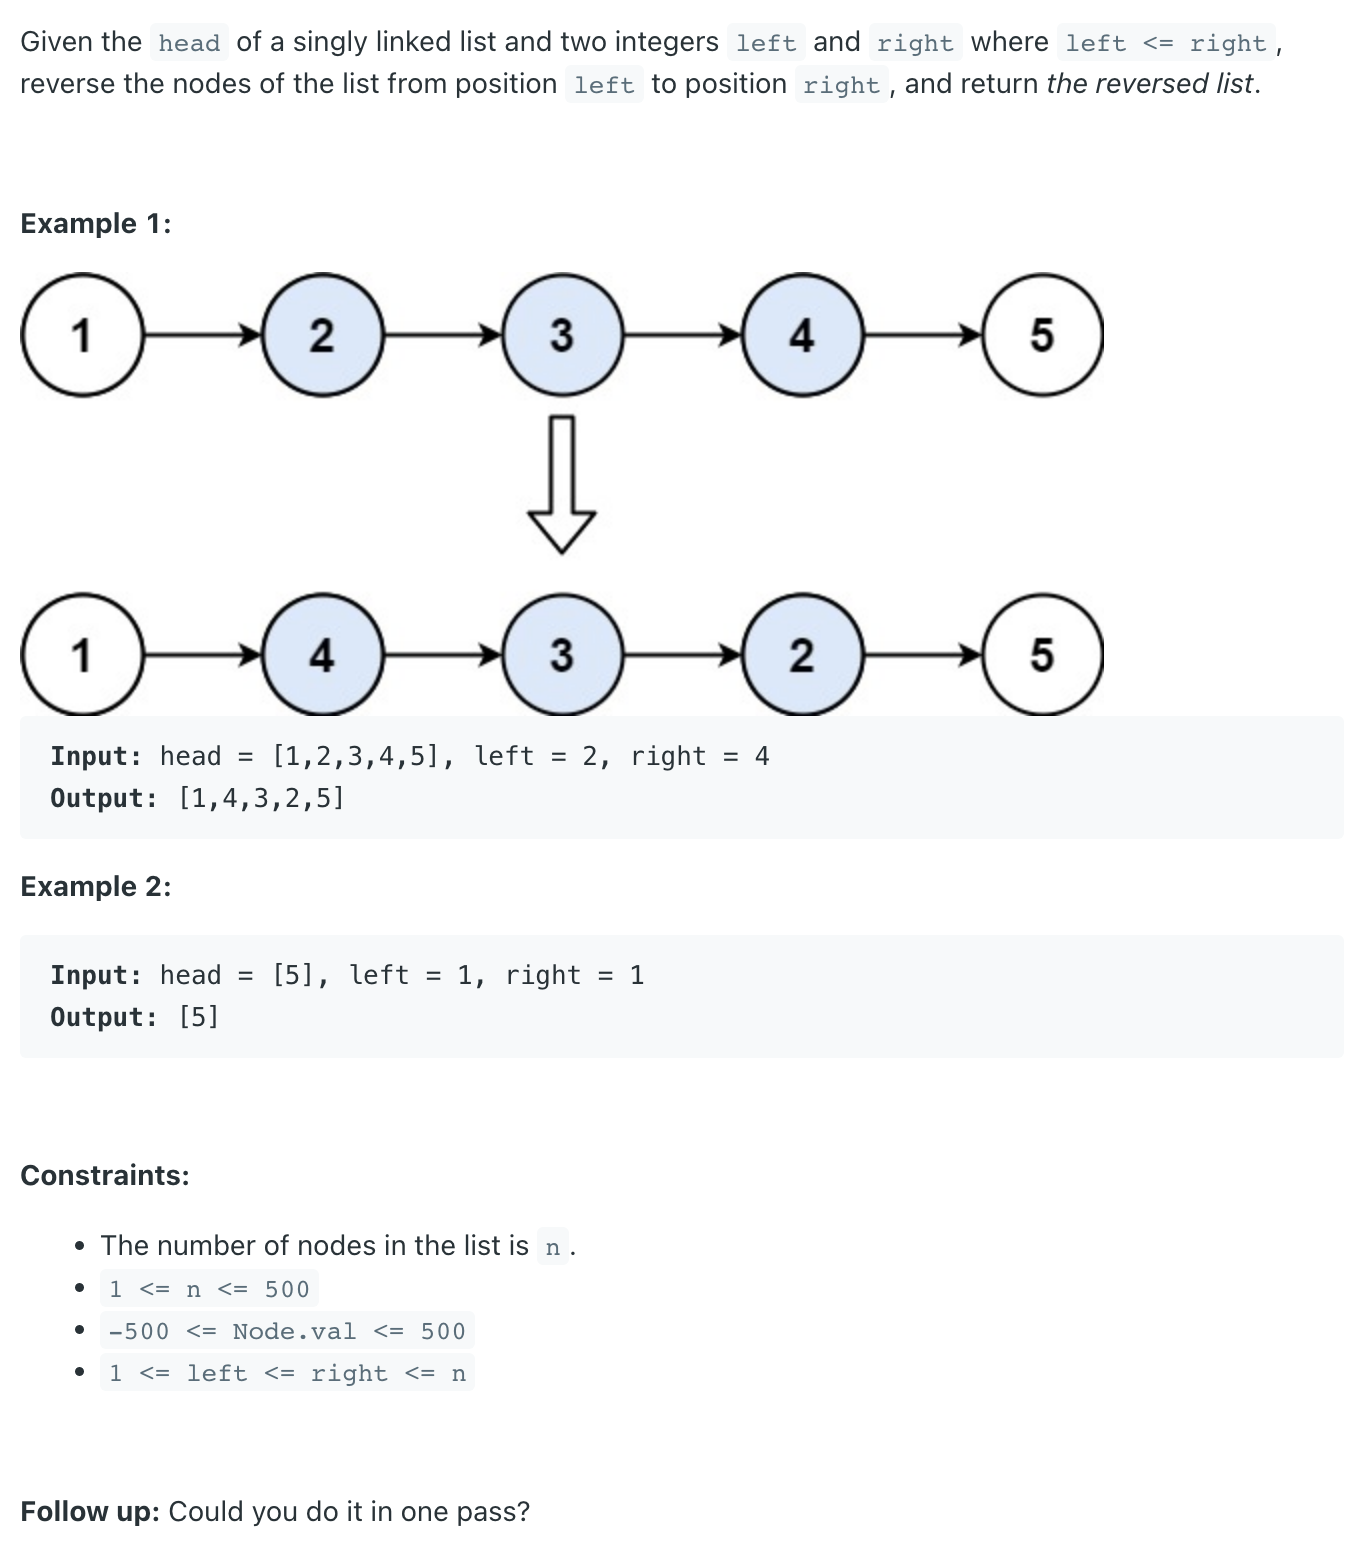 Given the head of a singly linked list and two integers left and right where left <= right,
reverse the nodes of the list from position left to position right, and return the reversed list.
Example 1:
1 2 3 4 5
1 4 3 2 5
Input: head = [1,2,3,4,5], left = 2, right = 4
Output: [1,4,3,2,5]
Example 2:
Input: head = [5], left = 1, right = 1
Output: [5]
Constraints:
• The number of nodes in the list is n.
• 1 <= n <= 500
• -500 <= Node.val <= 500
• 1 <= left <= right <= n
Follow up: Could you do it in one pass?